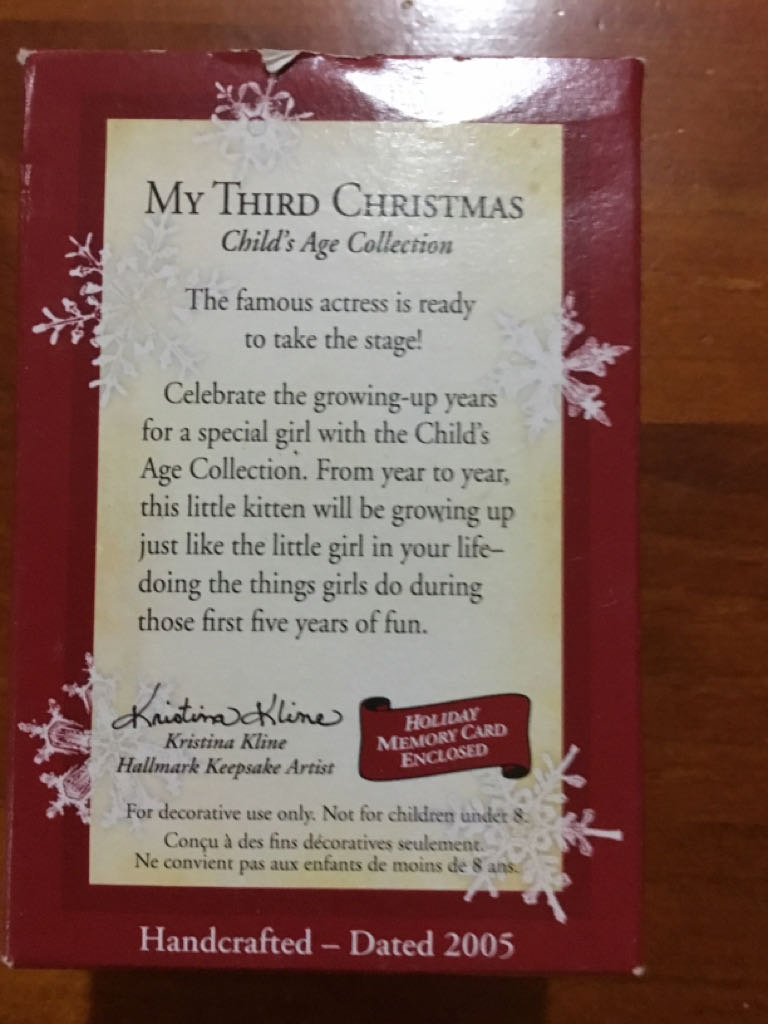 My Third Christmas
Child's Age Collection
The famous actress is ready
to take the stage!
Celebrate the growing-up years
for a special girl with the Child's
Age Collection. From year to year,
this little kitten will be growing up
just like the little girl in your life–
doing the things girls do during
those first five years of fun.
Kristina Kline
Kristina Kline
Hallmark Keepsake Artist
Holiday
Memory Card
Enclosed
For decorative use only. Not for children under 8.
Conçu à des fins décoratives seulement.
Ne convient pas aux enfants de moins de 8 ans.
Handcrafted – Dated 2005